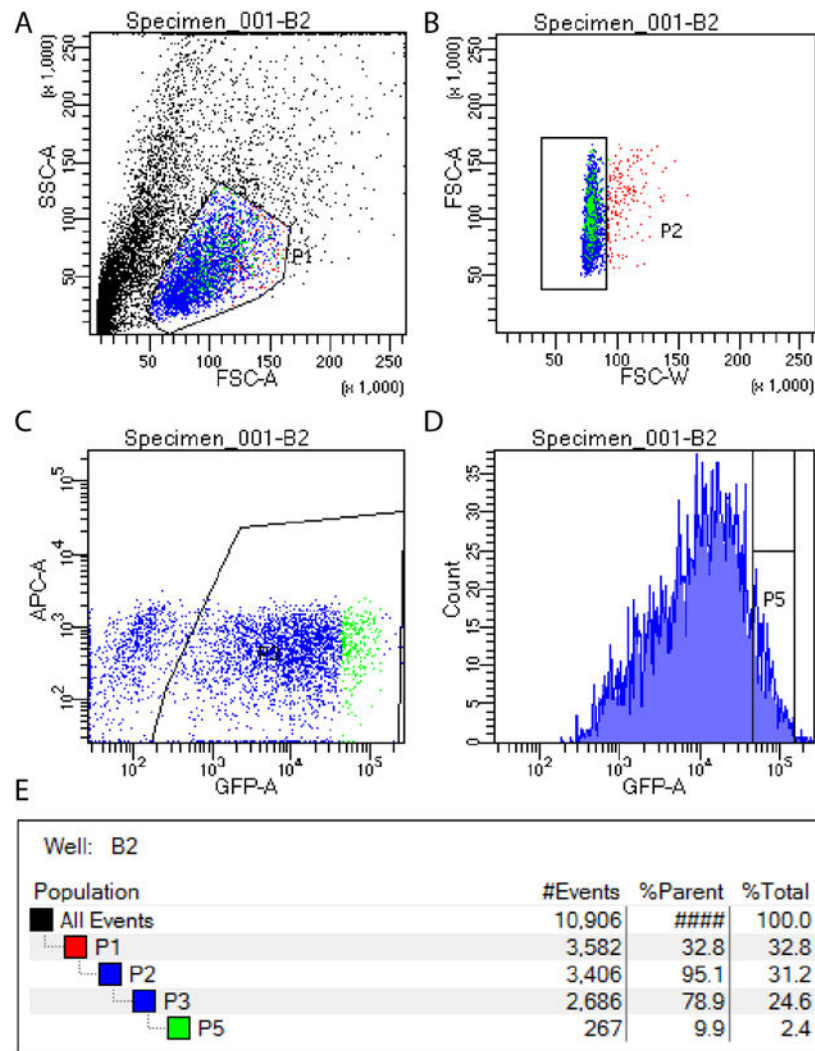 A
Specimen_001-B2
(x 1,000)
250
200
150
100
50
SSC-A
P1
50 100 150 200 250
FSC-A
(x 1,000)
B
Specimen_001-B2
(x 1,000)
250
200
150
100
50
FSC-A
P2
50 100 150 200 250
FSC-W
(x 1,000)
C
Specimen_001-B2
10^5
10^4
10^3
10^2
APC-A
10^2 10^3 10^4 10^5
GFP-A
D
Specimen_001-B2
35
30
25
20
15
10
5
0
Count
P5
10^2 10^3 10^4 10^5
GFP-A
E
Well: B2
Population #Events %Parent %Total
All Events 10,906 #### 100.0
P1 3,582 32.8 32.8
P2 3,406 95.1 31.2
P3 2,686 78.9 24.6
P5 267 9.9 2.4